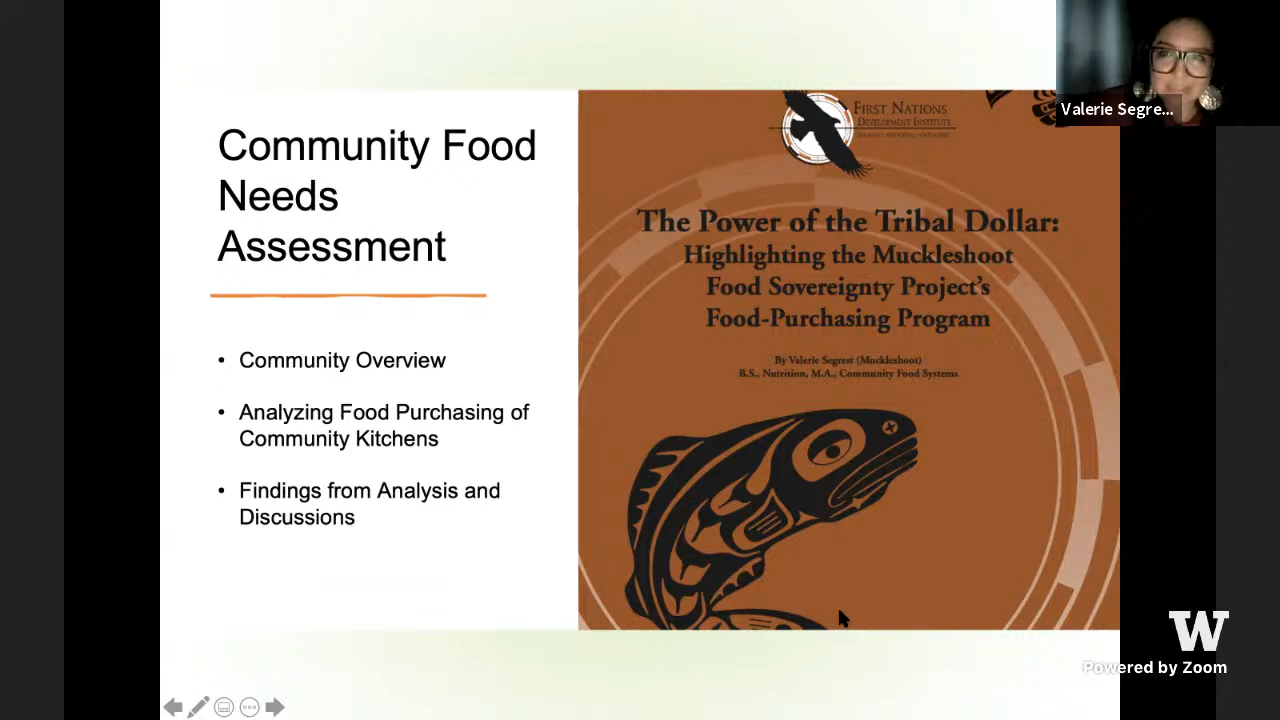 Community Food
Needs
Assessment
• Community Overview
• Analyzing Food Purchasing of
Community Kitchens
• Findings from Analysis and
Discussions
FIRST NATIONS
DEVELOPMENT INSTITUTE
The Power of the Tribal Dollar:
Highlighting the Muckleshoot
Food Sovereignty Project's
Food-Purchasing Program
By Valerie Segrest (Muckleshoot)
B.S., Nutrition, M.A., Community Food Systems
Valerie Segre...
W
Powered by Zoom